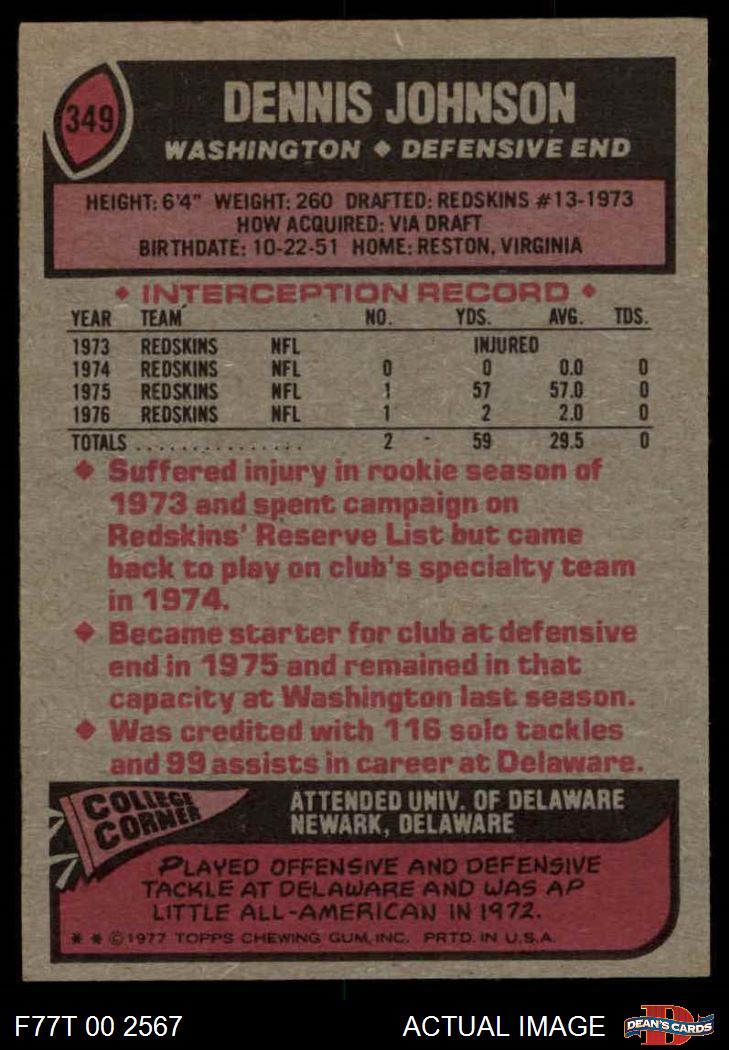 349
DENNIS JOHNSON
WASHINGTON ◆ DEFENSIVE END
HEIGHT: 6'4" WEIGHT: 260 DRAFTED: REDSKINS #13-1973
HOW ACQUIRED: VIA DRAFT
BIRTHDATE: 10-22-51 HOME: RESTON, VIRGINIA
◆ INTERCEPTION RECORD ◆
YEAR TEAM NO. YDS. AVG. TDS.
1973 REDSKINS NFL INJURED
1974 REDSKINS NFL 0 0 0.0 0
1975 REDSKINS NFL 1 57 57.0 0
1976 REDSKINS NFL 1 2 2.0 0
TOTALS ................ 2 59 29.5 0
◆ Suffered injury in rookie season of
1973 and spent campaign on
Redskins' Reserve List but came
back to play on club's specialty team
in 1974.
◆ Became starter for club at defensive
end in 1975 and remained in that
capacity at Washington last season.
◆ Was credited with 116 solo tackles
and 99 assists in career at Delaware.
COLLEGE
CORNER
ATTENDED UNIV. OF DELAWARE
NEWARK, DELAWARE
PLAYED OFFENSIVE AND DEFENSIVE
TACKLE AT DELAWARE AND WAS AP
LITTLE ALL-AMERICAN IN 1972.
* * © 1977 TOPPS CHEWING GUM, INC. PRTD. IN U.S.A.
F77T 00 2567 ACTUAL IMAGE
D
DEAN'S CARDS